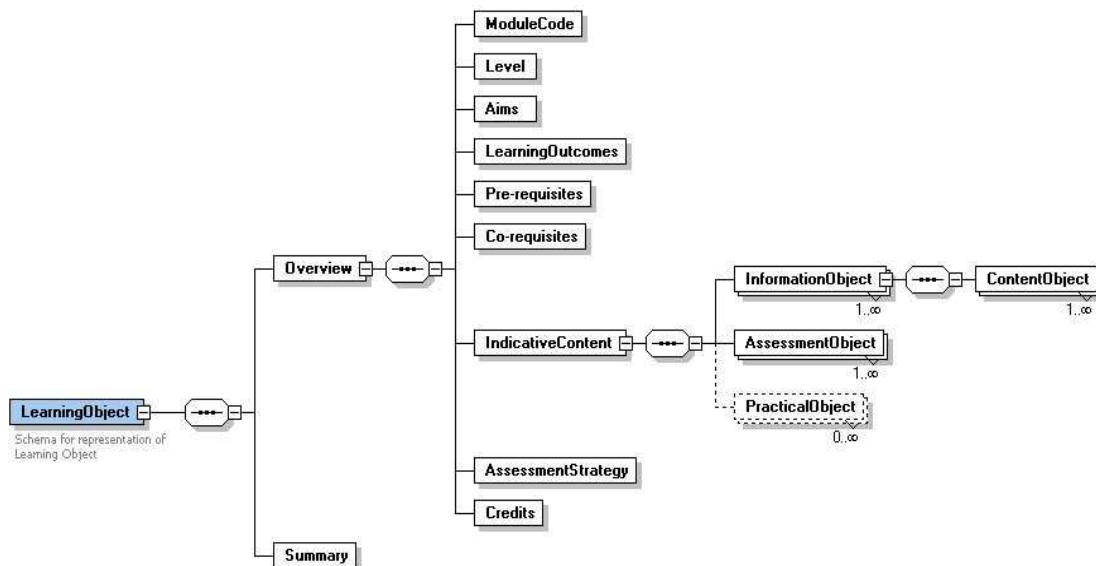 ModuleCode
Level
Aims
LearningOutcomes
Pre-requisites
Co-requisites
Overview
InformationObject
1..∞
ContentObject
1..∞
IndicativeContent
AssessmentObject
1..∞
PracticalObject
0..∞
LearningObject
Schema for representation of
Learning Object
AssessmentStrategy
Credits
Summary